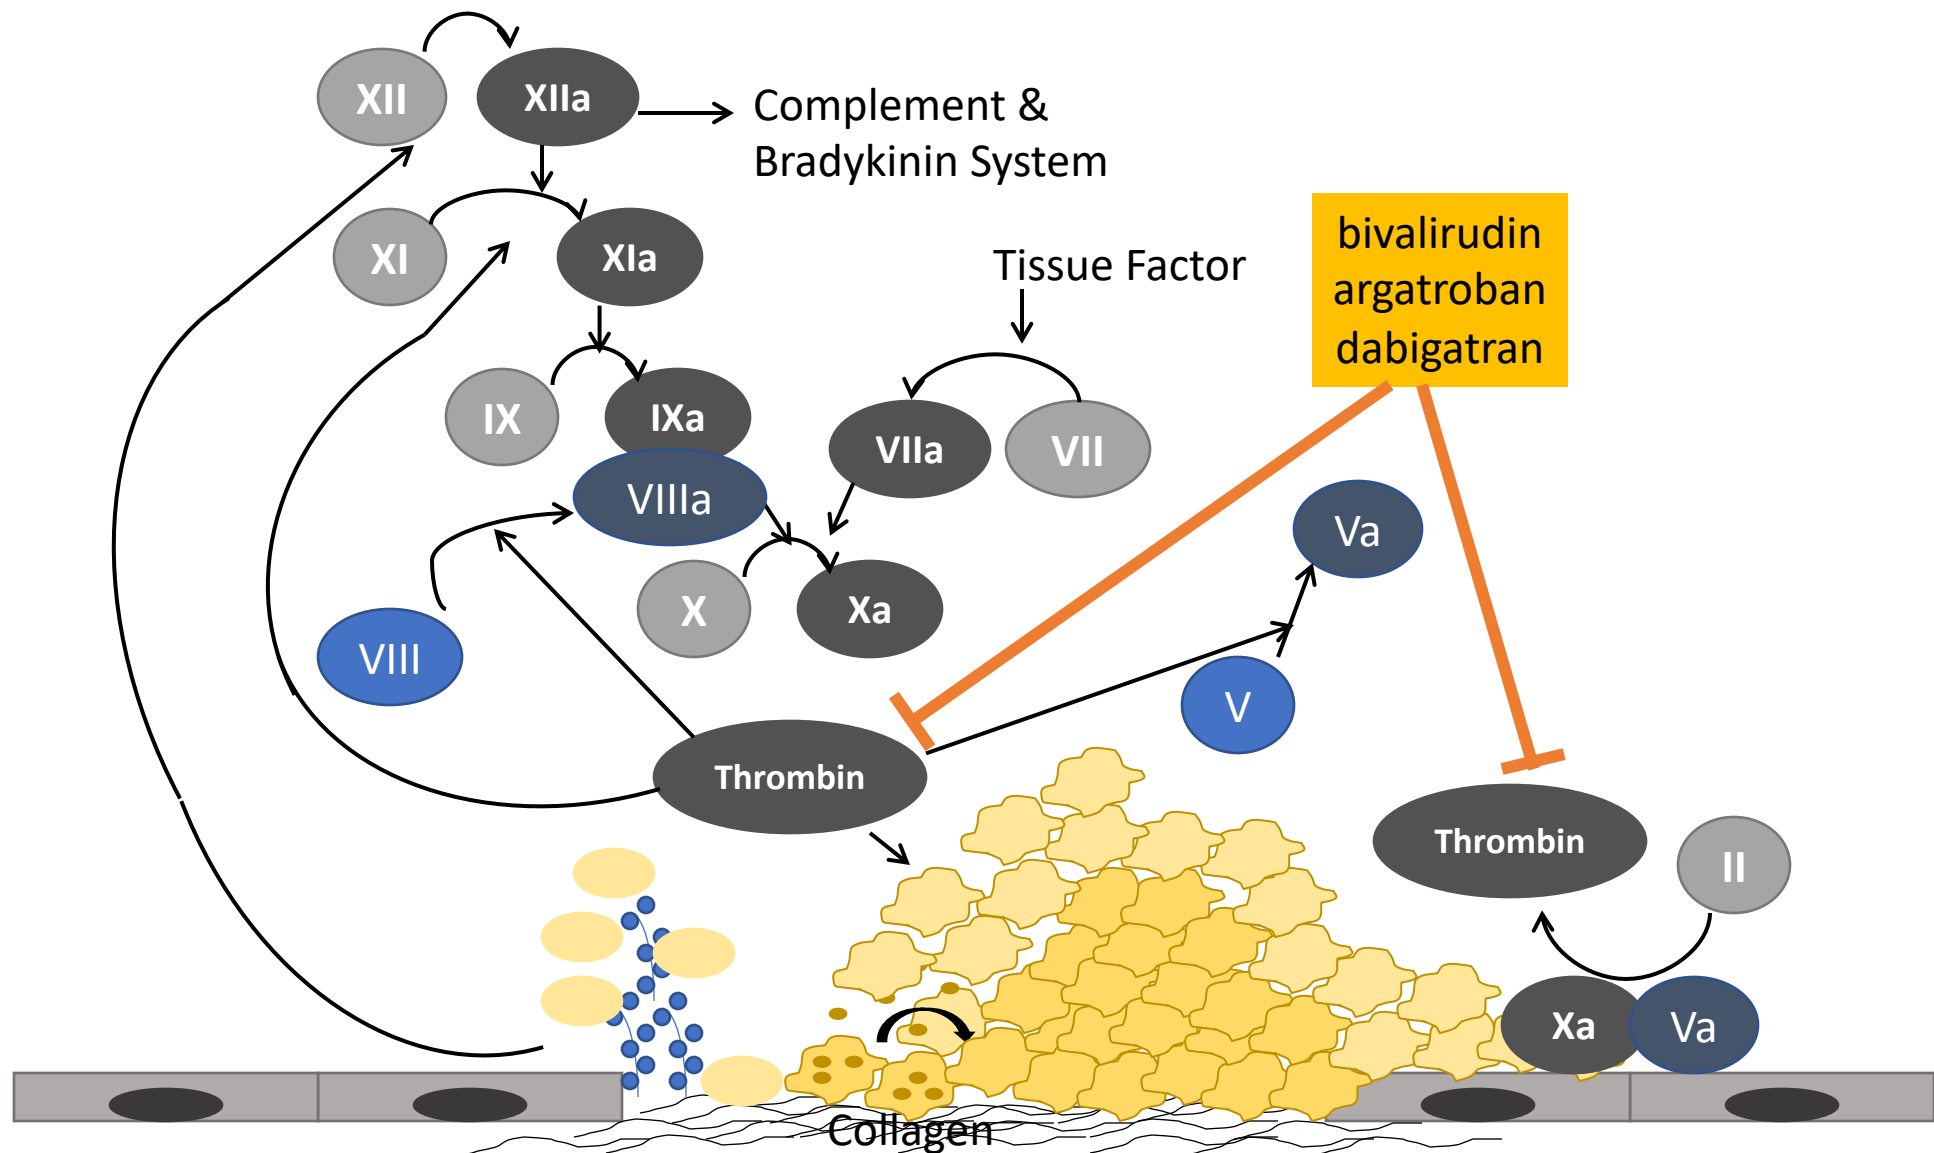 XII
XIIa
Complement &
Bradykinin System
XI
XIa
Tissue Factor
bivalirudin
argatroban
dabigatran
IX
IXa
VIIa
VII
VIIIa
Va
X
Xa
VIII
V
Thrombin
Thrombin
II
Xa
Va
Collagen